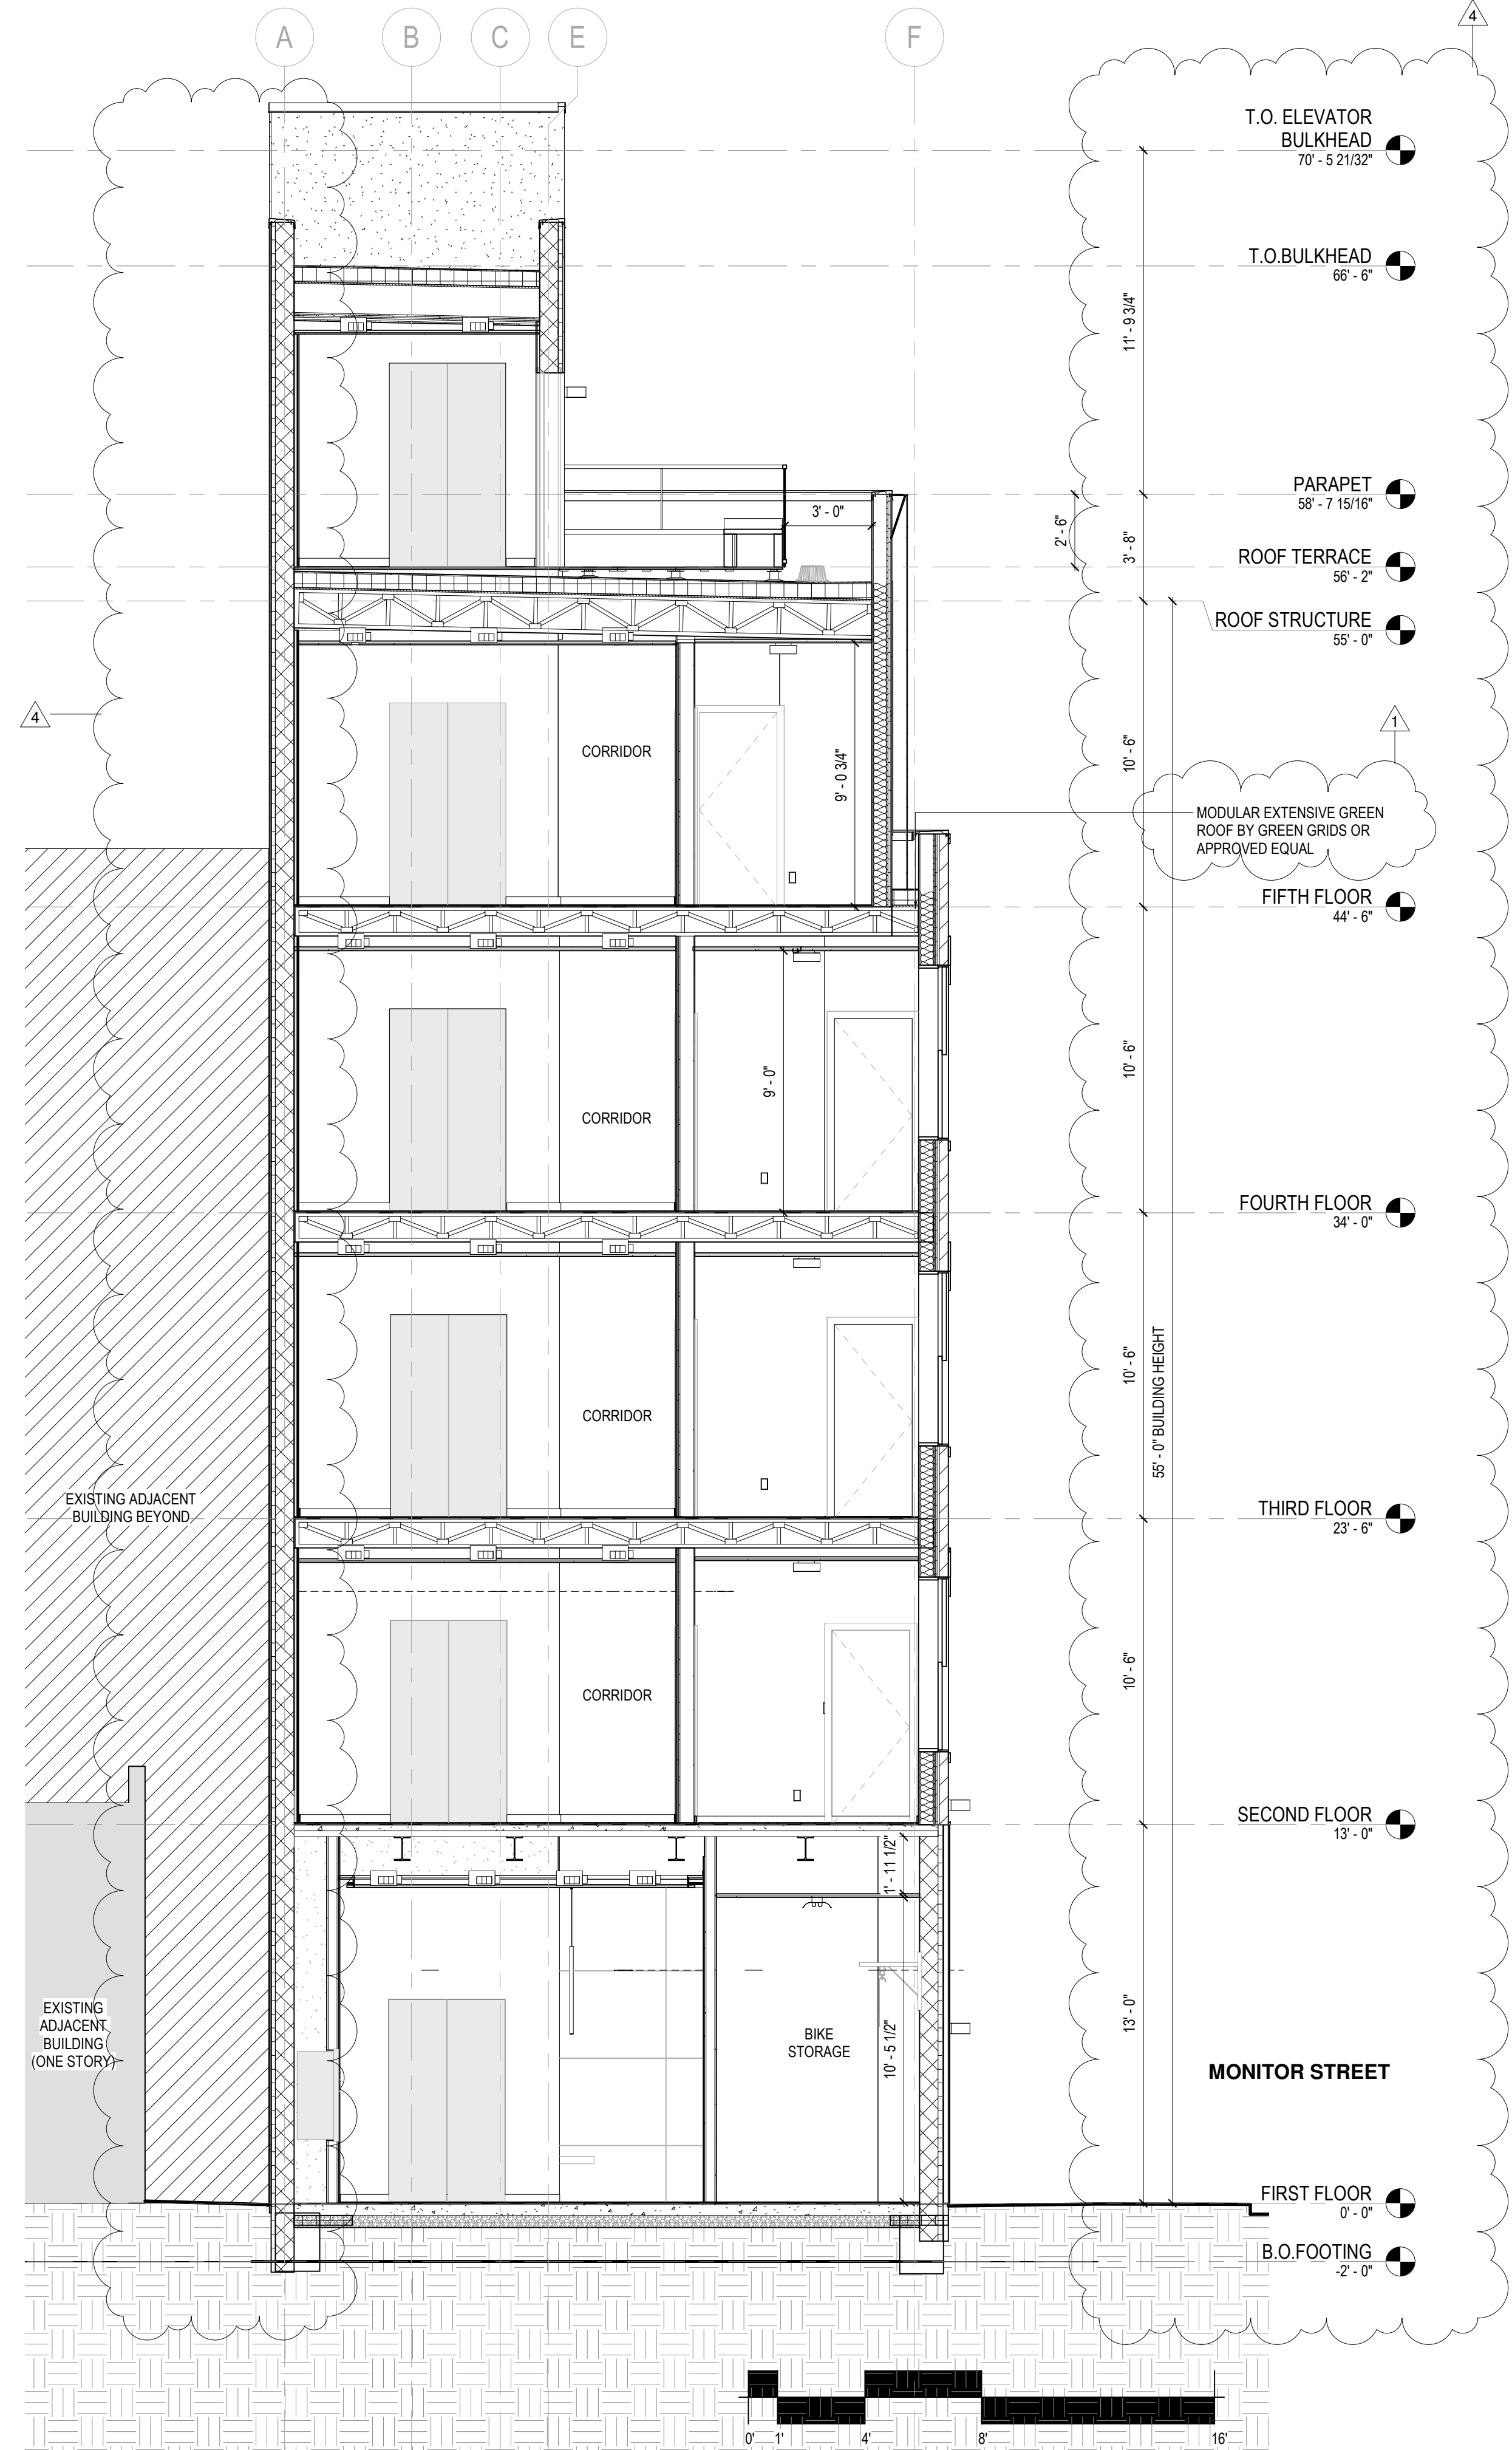 A
B
C
E
F
4
T.O. ELEVATOR
BULKHEAD
70' - 5 21/32"
T.O.BULKHEAD
66' - 6"
11' - 9 3/4"
PARAPET
58' - 7 15/16"
3' - 0"
2' - 6"
3' - 8"
ROOF TERRACE
56' - 2"
ROOF STRUCTURE
55' - 0"
4
1
CORRIDOR
9' - 0 3/4"
10' - 6"
MODULAR EXTENSIVE GREEN
ROOF BY GREEN GRIDS OR
APPROVED EQUAL
FIFTH FLOOR
44' - 6"
CORRIDOR
9' - 0"
10' - 6"
FOURTH FLOOR
34' - 0"
CORRIDOR
10' - 6"
55' - 0" BUILDING HEIGHT
EXISTING ADJACENT
BUILDING BEYOND
THIRD FLOOR
23' - 6"
CORRIDOR
10' - 6"
SECOND FLOOR
13' - 0"
1' - 11 1/2"
EXISTING
ADJACENT
BUILDING
(ONE STORY)
BIKE
STORAGE
10' - 5 1/2"
13' - 0"
MONITOR STREET
FIRST FLOOR
0' - 0"
B.O.FOOTING
-2' - 0"
0'
1'
4'
8'
16'